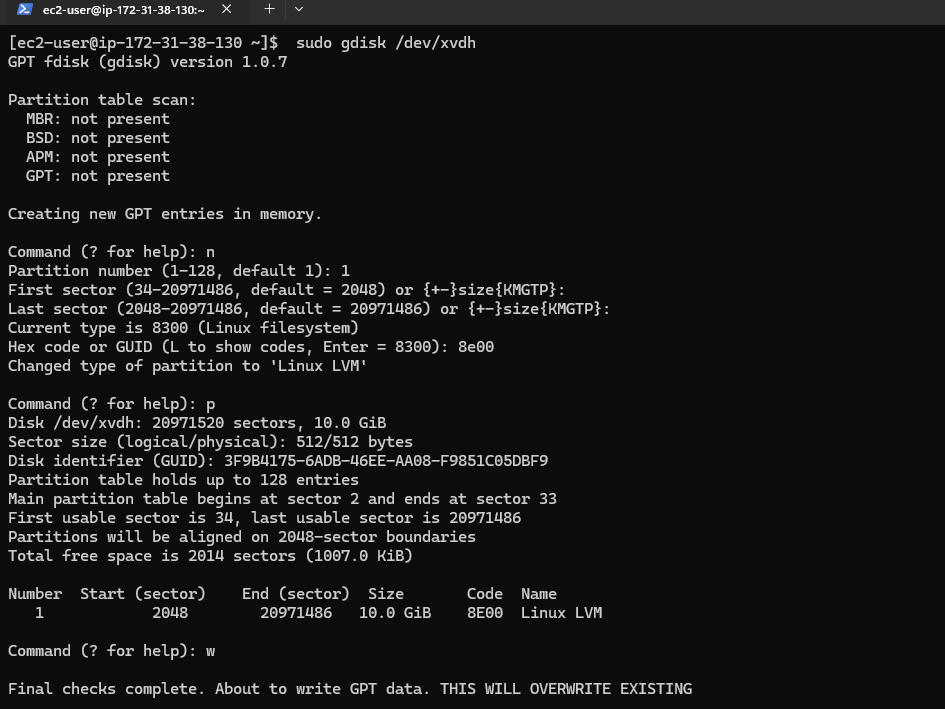 ec2-user@ip-172-31-38-130:~
[ec2-user@ip-172-31-38-130 ~]$  sudo gdisk /dev/xvdh
GPT fdisk (gdisk) version 1.0.7
Partition table scan:
  MBR: not present
  BSD: not present
  APM: not present
  GPT: not present
Creating new GPT entries in memory.
Command (? for help): n
Partition number (1-128, default 1): 1
First sector (34-20971486, default = 2048) or {+-}size{KMGTP}:
Last sector (2048-20971486, default = 20971486) or {+-}size{KMGTP}:
Current type is 8300 (Linux filesystem)
Hex code or GUID (L to show codes, Enter = 8300): 8e00
Changed type of partition to 'Linux LVM'
Command (? for help): p
Disk /dev/xvdh: 20971520 sectors, 10.0 GiB
Sector size (logical/physical): 512/512 bytes
Disk identifier (GUID): 3F9B4175-6ADB-46EE-AA08-F9851C05DBF9
Partition table holds up to 128 entries
Main partition table begins at sector 2 and ends at sector 33
First usable sector is 34, last usable sector is 20971486
Partitions will be aligned on 2048-sector boundaries
Total free space is 2014 sectors (1007.0 KiB)
Number  Start (sector)    End (sector)  Size       Code  Name
   1            2048        20971486   10.0 GiB    8E00  Linux LVM
Command (? for help): w
Final checks complete. About to write GPT data. THIS WILL OVERWRITE EXISTING